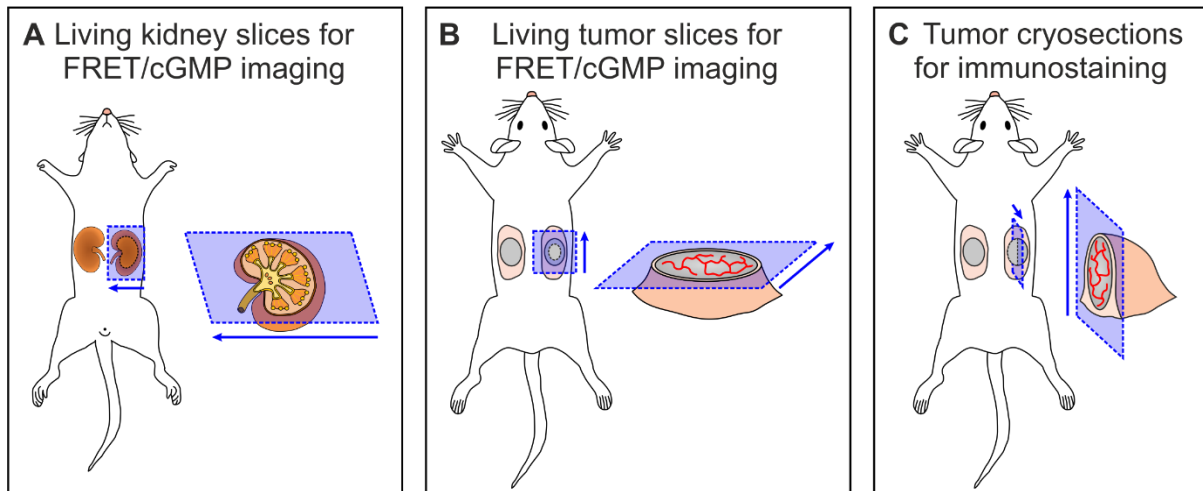 A Living kidney slices for
FRET/cGMP imaging
B Living tumor slices for
FRET/cGMP imaging
C Tumor cryosections
for immunostaining